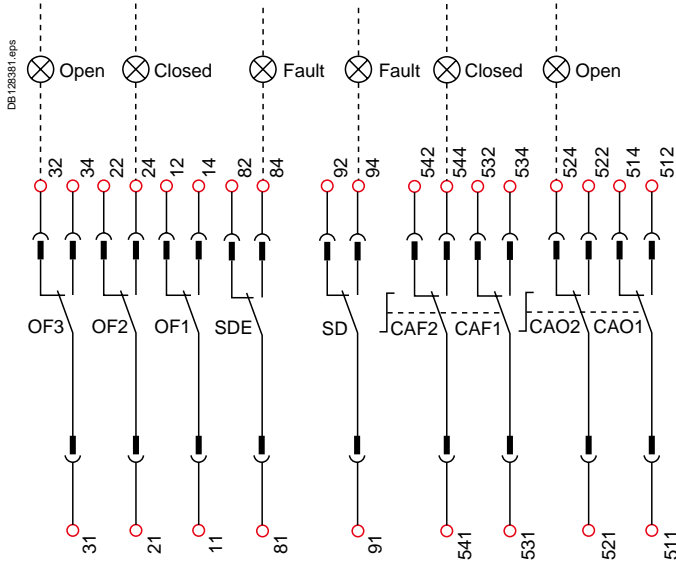 DB128381.eps
Open
Closed
Fault
Fault
Closed
Open
32
34
22
24
12
14
82
84
92
94
542
544
532
534
524
522
514
512
OF3
OF2
OF1
SDE
SD
CAF2
CAF1
CAO2
CAO1
31
21
11
81
91
541
531
521
511